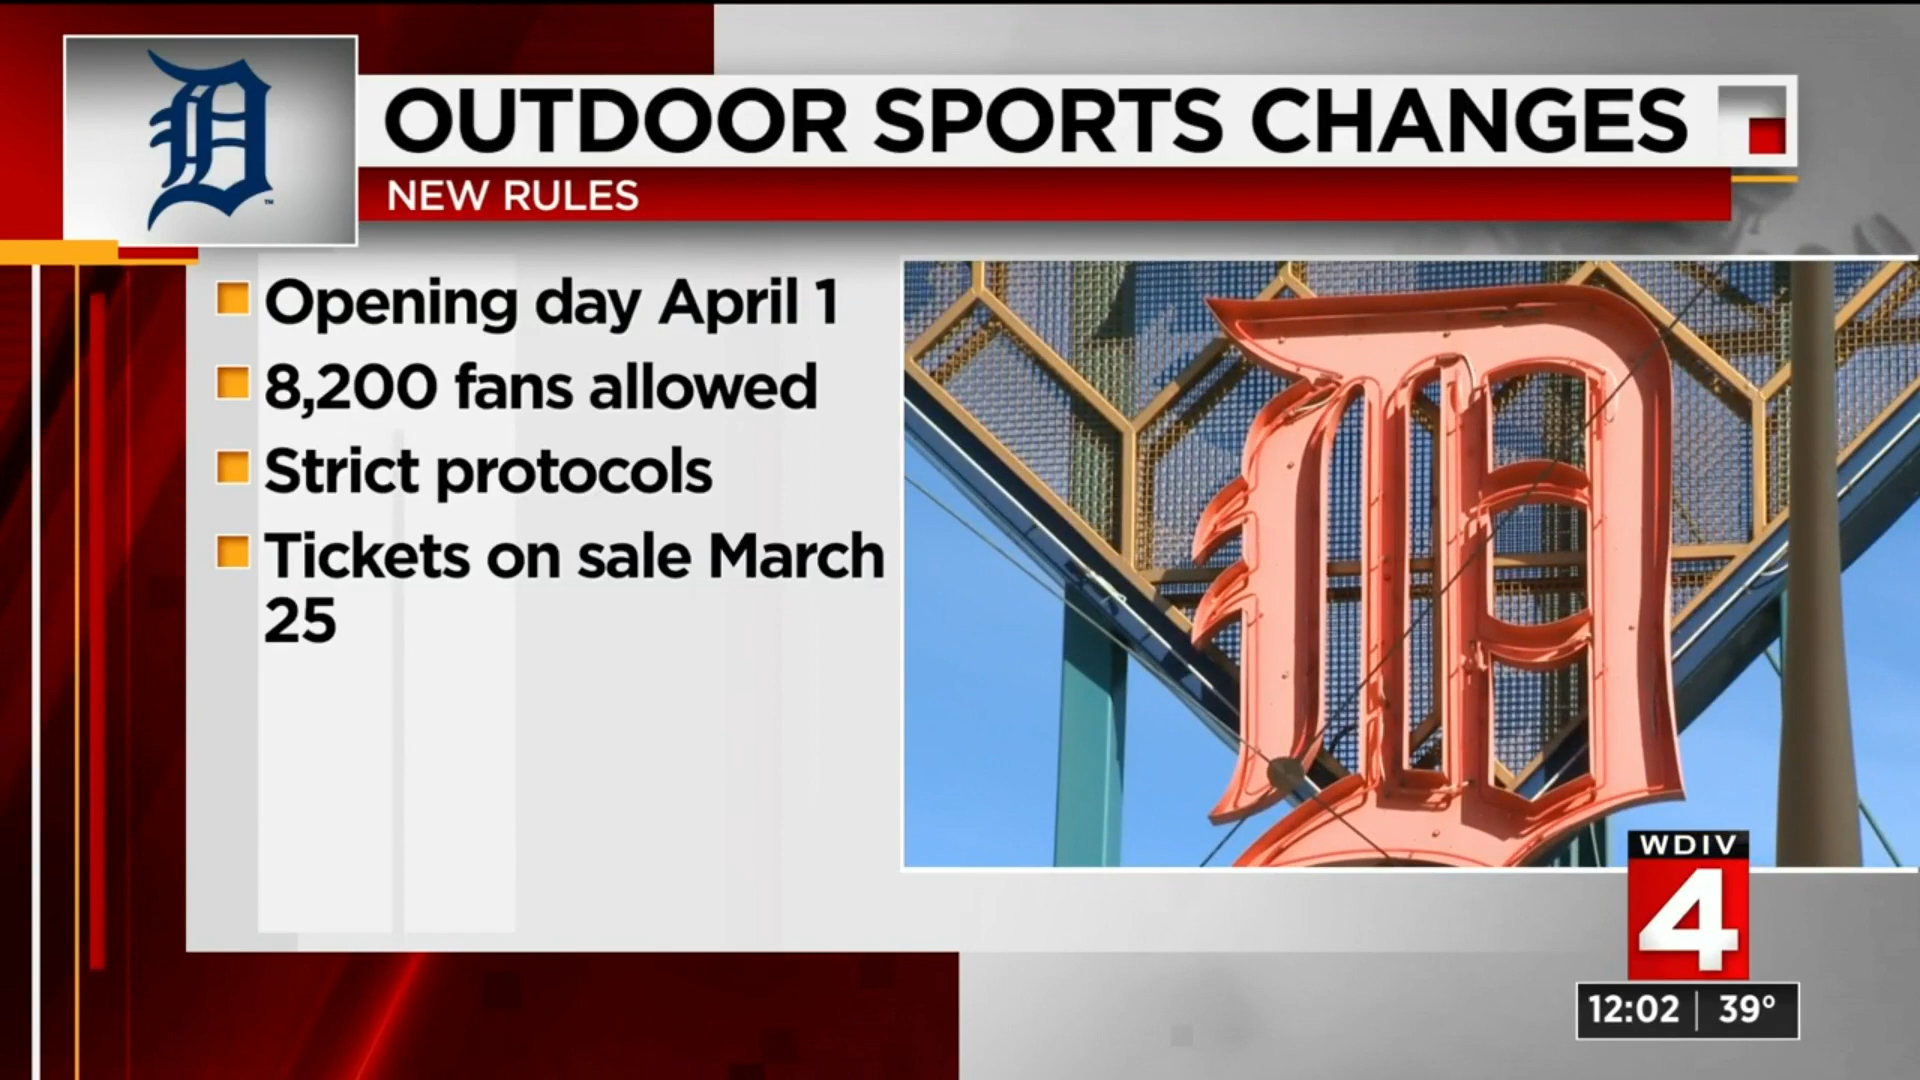 OUTDOOR SPORTS CHANGES
NEW RULES
Opening day April 1
8,200 fans allowed
Strict protocols
Tickets on sale March
25
D
D
WDIV
4
12:02 | 39°